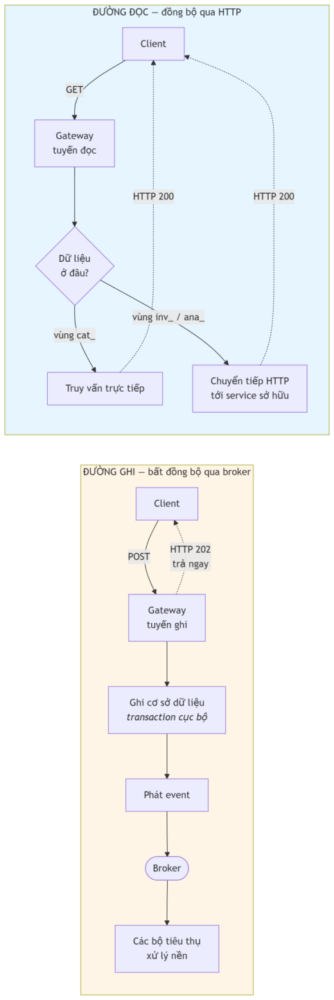 ĐƯỜNG ĐỌC — đồng bộ qua HTTP
Client
GET
Gateway
tuyến đọc
HTTP 200
HTTP 200
Dữ liệu
ở đâu?
vùng inv_ / ana_
vùng cat_
Truy vấn trực tiếp
Chuyển tiếp HTTP
tới service sở hữu
ĐƯỜNG GHI — bất đồng bộ qua broker
Client
POST
HTTP 202
trả ngay
Gateway
tuyến ghi
Ghi cơ sở dữ liệu
transaction cục bộ
Phát event
Broker
Các bộ tiêu thụ
xử lý nền